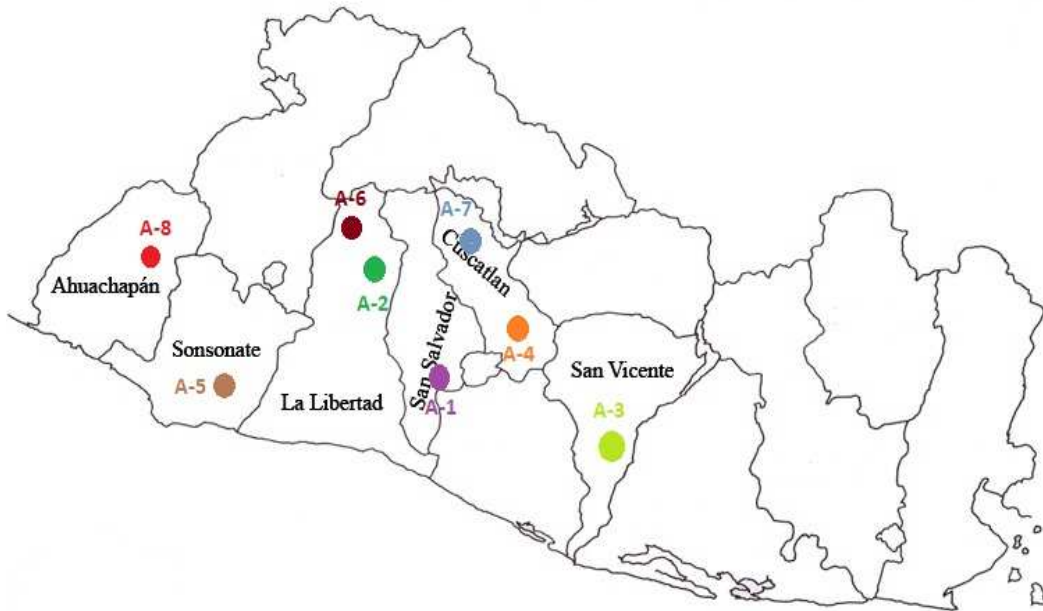 A-6
A-7
A-8
Cuscatlan
Ahuachapán
A-2
San Salvador
Sonsonate
A-4
San Vicente
A-5
La Libertad
A-1
A-3